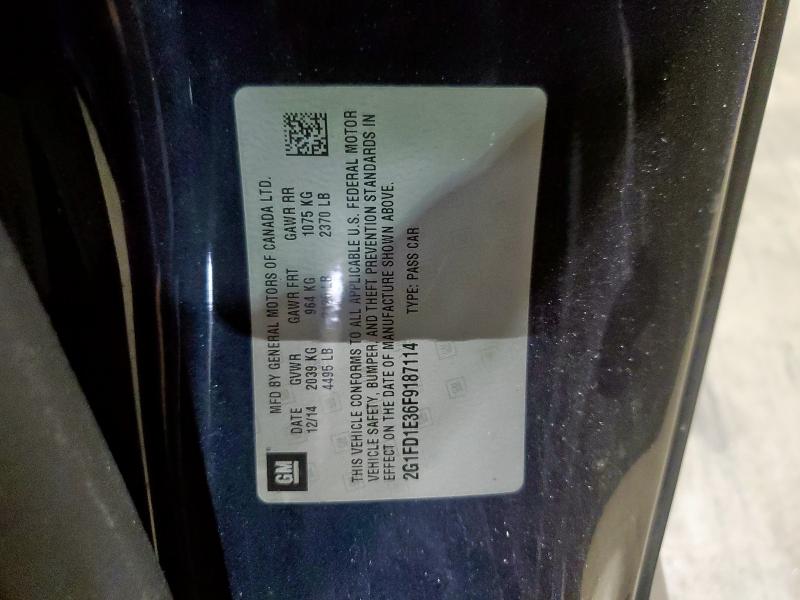 GM
MFD BY GENERAL MOTORS OF CANADA LTD.
DATE GVWR GAWR FRT GAWR RR
12/14 2039 KG 964 KG 1075 KG
4495 LB LB 2370 LB
THIS VEHICLE CONFORMS TO ALL APPLICABLE U.S. FEDERAL MOTOR
VEHICLE SAFETY, BUMPER, AND THEFT PREVENTION STANDARDS IN
EFFECT ON THE DATE OF MANUFACTURE SHOWN ABOVE.
2G1FD1E36F9187114 TYPE: PASS CAR